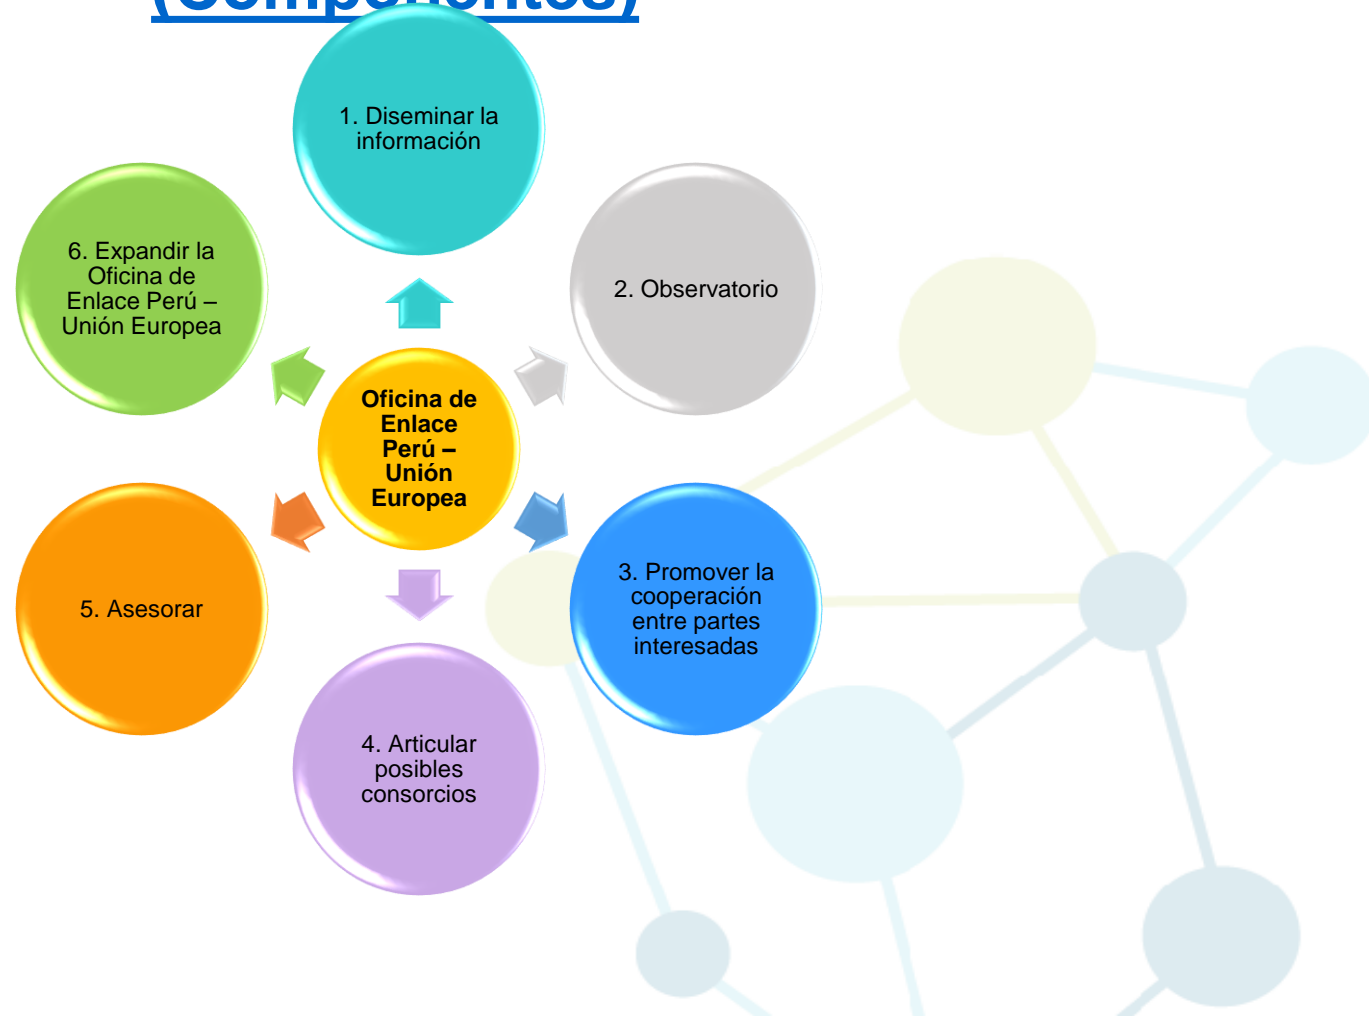 (Componentes)
1. Diseminar la
información
2. Observatorio
3. Promover la
cooperación
entre partes
interesadas
4. Articular
posibles
consorcios
5. Asesorar
6. Expandir la
Oficina de
Enlace Perú –
Unión Europea
Oficina de
Enlace
Perú –
Unión
Europea